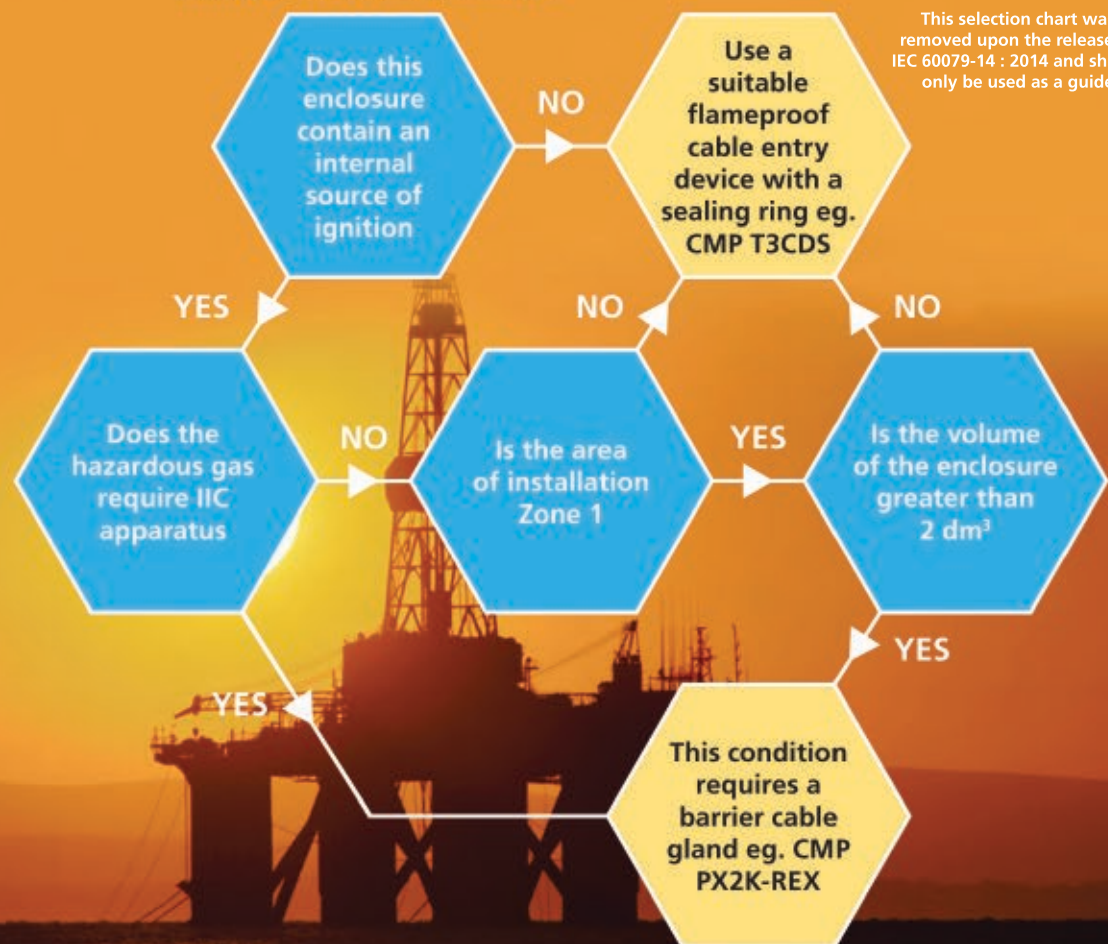 This selection chart wa
removed upon the release
IEC 60079-14 : 2014 and sh
only be used as a guide
Does this
enclosure
contain an
internal
source of
ignition
NO
Use a
suitable
flameproof
cable entry
device with a
sealing ring eg.
CMP T3CDS
YES
NO
NO
Does the
hazardous gas
require IIC
apparatus
NO
Is the area
of installation
Zone 1
YES
Is the volume
of the enclosure
greater than
2 dm³
YES
YES
This condition
requires a
barrier cable
gland eg. CMP
PX2K-REX